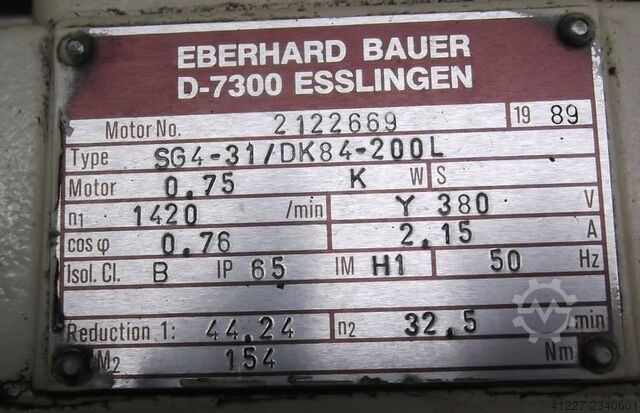 EBERHARD BAUER
D-7300 ESSLINGEN
Motor No. 2122669 19 89
Type SG4-31/DK84-200L
Motor 0.75 K W S
n1 1420 /min Y 380 V
cos φ 0.76 2.15 A
Isol. Cl. B IP 65 IM H1 50 Hz
Reduction 1: 44.24 n2 32,5 /min
M2 154 Nm
41227-2340601